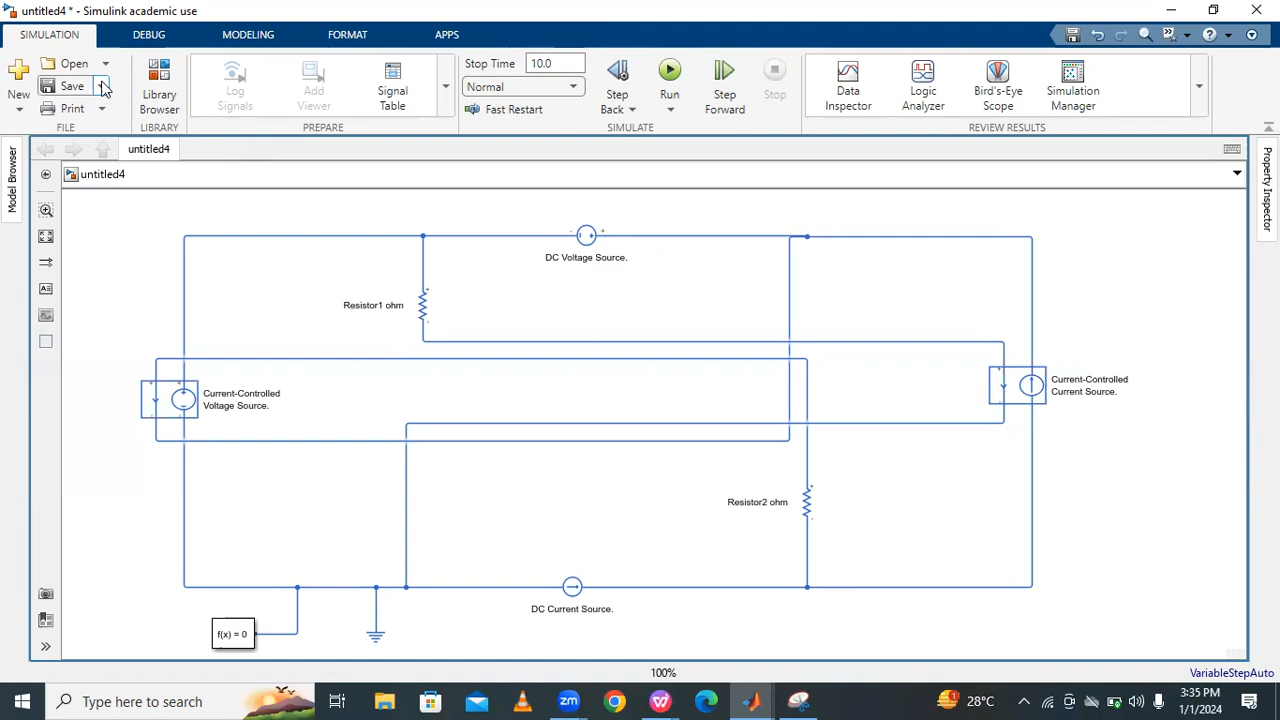 untitled4 * - Simulink academic use
SIMULATION DEBUG MODELING FORMAT APPS
Open
Save
Print
New
FILE
Library
Browser
LIBRARY
Log
Signals
Add
Viewer
Signal
Table
PREPARE
Stop Time 10.0
Normal
Fast Restart
Step
Back
Run
Step
Forward
Stop
SIMULATE
Data
Inspector
Logic
Analyzer
Bird's-Eye
Scope
Simulation
Manager
REVIEW RESULTS
Model Browser
untitled4
untitled4
Property Inspector
DC Voltage Source.
Resistor1 ohm
Current-Controlled
Voltage Source.
Current-Controlled
Current Source.
Resistor2 ohm
DC Current Source.
f(x) = 0
100%
VariableStepAuto
Type here to search
28°C
3:35 PM
1/1/2024